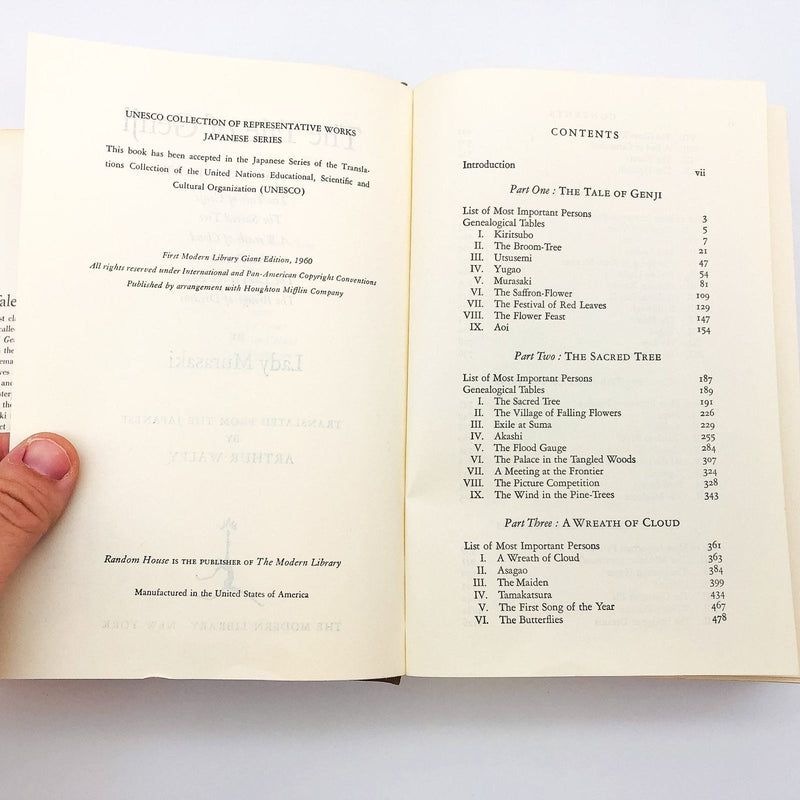 UNESCO COLLECTION OF REPRESENTATIVE WORKS
JAPANESE SERIES
This book has been accepted in the Japanese Series of the Transla-
tions Collection of the United Nations Educational, Scientific and
Cultural Organization (UNESCO)
First Modern Library Giant Edition, 1960
All rights reserved under International and Pan-American Copyright Conventions
Published by arrangement with Houghton Mifflin Company
Random House IS THE PUBLISHER OF The Modern Library
Manufactured in the United States of America
CONTENTS
Introduction vii
Part One : THE TALE OF GENJI
List of Most Important Persons 3
Genealogical Tables 5
I. Kiritsubo 7
II. The Broom-Tree 21
III. Utsusemi 47
IV. Yugao 54
V. Murasaki 81
VI. The Saffron-Flower 109
VII. The Festival of Red Leaves 129
VIII. The Flower Feast 147
IX. Aoi 154
Part Two : THE SACRED TREE
List of Most Important Persons 187
Genealogical Tables 189
I. The Sacred Tree 191
II. The Village of Falling Flowers 226
III. Exile at Suma 229
IV. Akashi 255
V. The Flood Gauge 284
VI. The Palace in the Tangled Woods 307
VII. A Meeting at the Frontier 324
VIII. The Picture Competition 328
IX. The Wind in the Pine-Trees 343
Part Three : A WREATH OF CLOUD
List of Most Important Persons 361
I. A Wreath of Cloud 363
II. Asagao 384
III. The Maiden 399
IV. Tamakatsura 434
V. The First Song of the Year 467
VI. The Butterflies 478